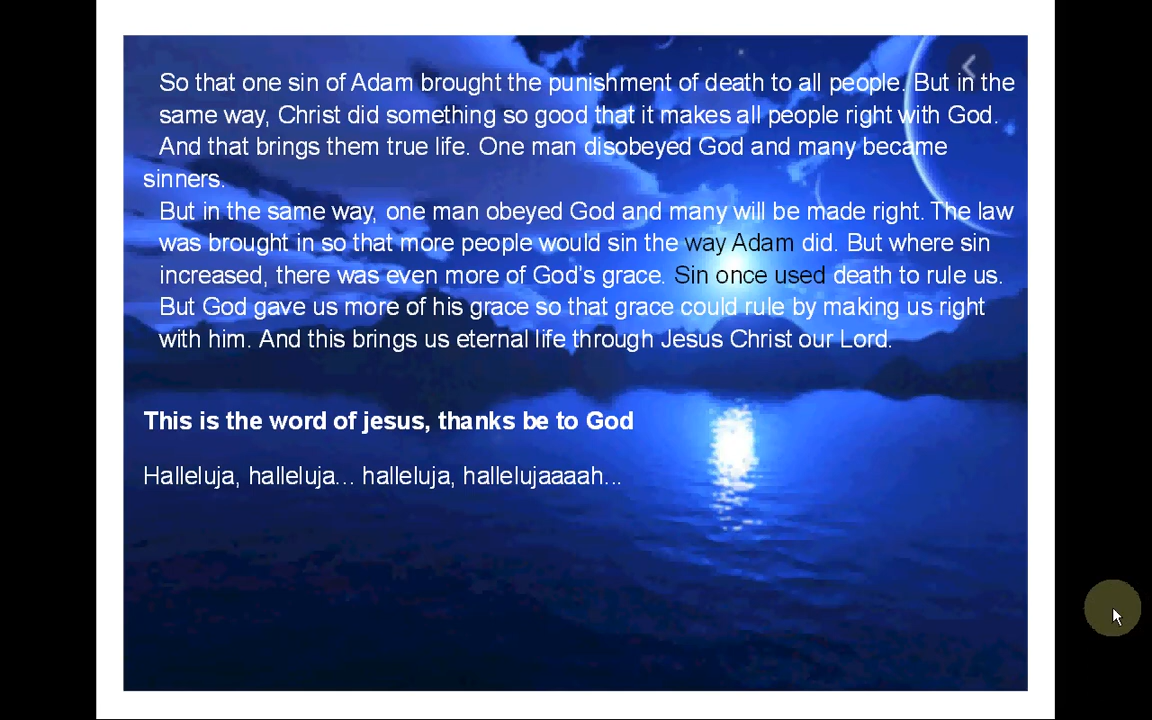 So that one sin of Adam brought the punishment of death to all people. But in the
same way, Christ did something so good that it makes all people right with God.
And that brings them true life. One man disobeyed God and many became
sinners.
But in the same way, one man obeyed God and many will be made right. The law
was brought in so that more people would sin the way Adam did. But where sin
increased, there was even more of God's grace. Sin once used death to rule us.
But God gave us more of his grace so that grace could rule by making us right
with him. And this brings us eternal life through Jesus Christ our Lord.
This is the word of jesus, thanks be to God
Halleluja, halleluja... halleluja, hallelujaaaah...